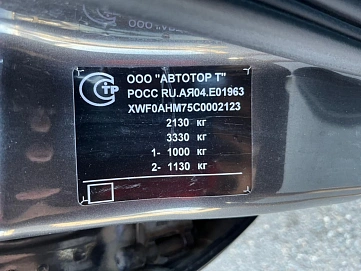 ООО "АВТОТОР Т"
РОСС RU.АЯ04.Е01963
XWF0AHM75C0002123
2130 кг
3330 кг
1- 1000 кг
2- 1130 кг